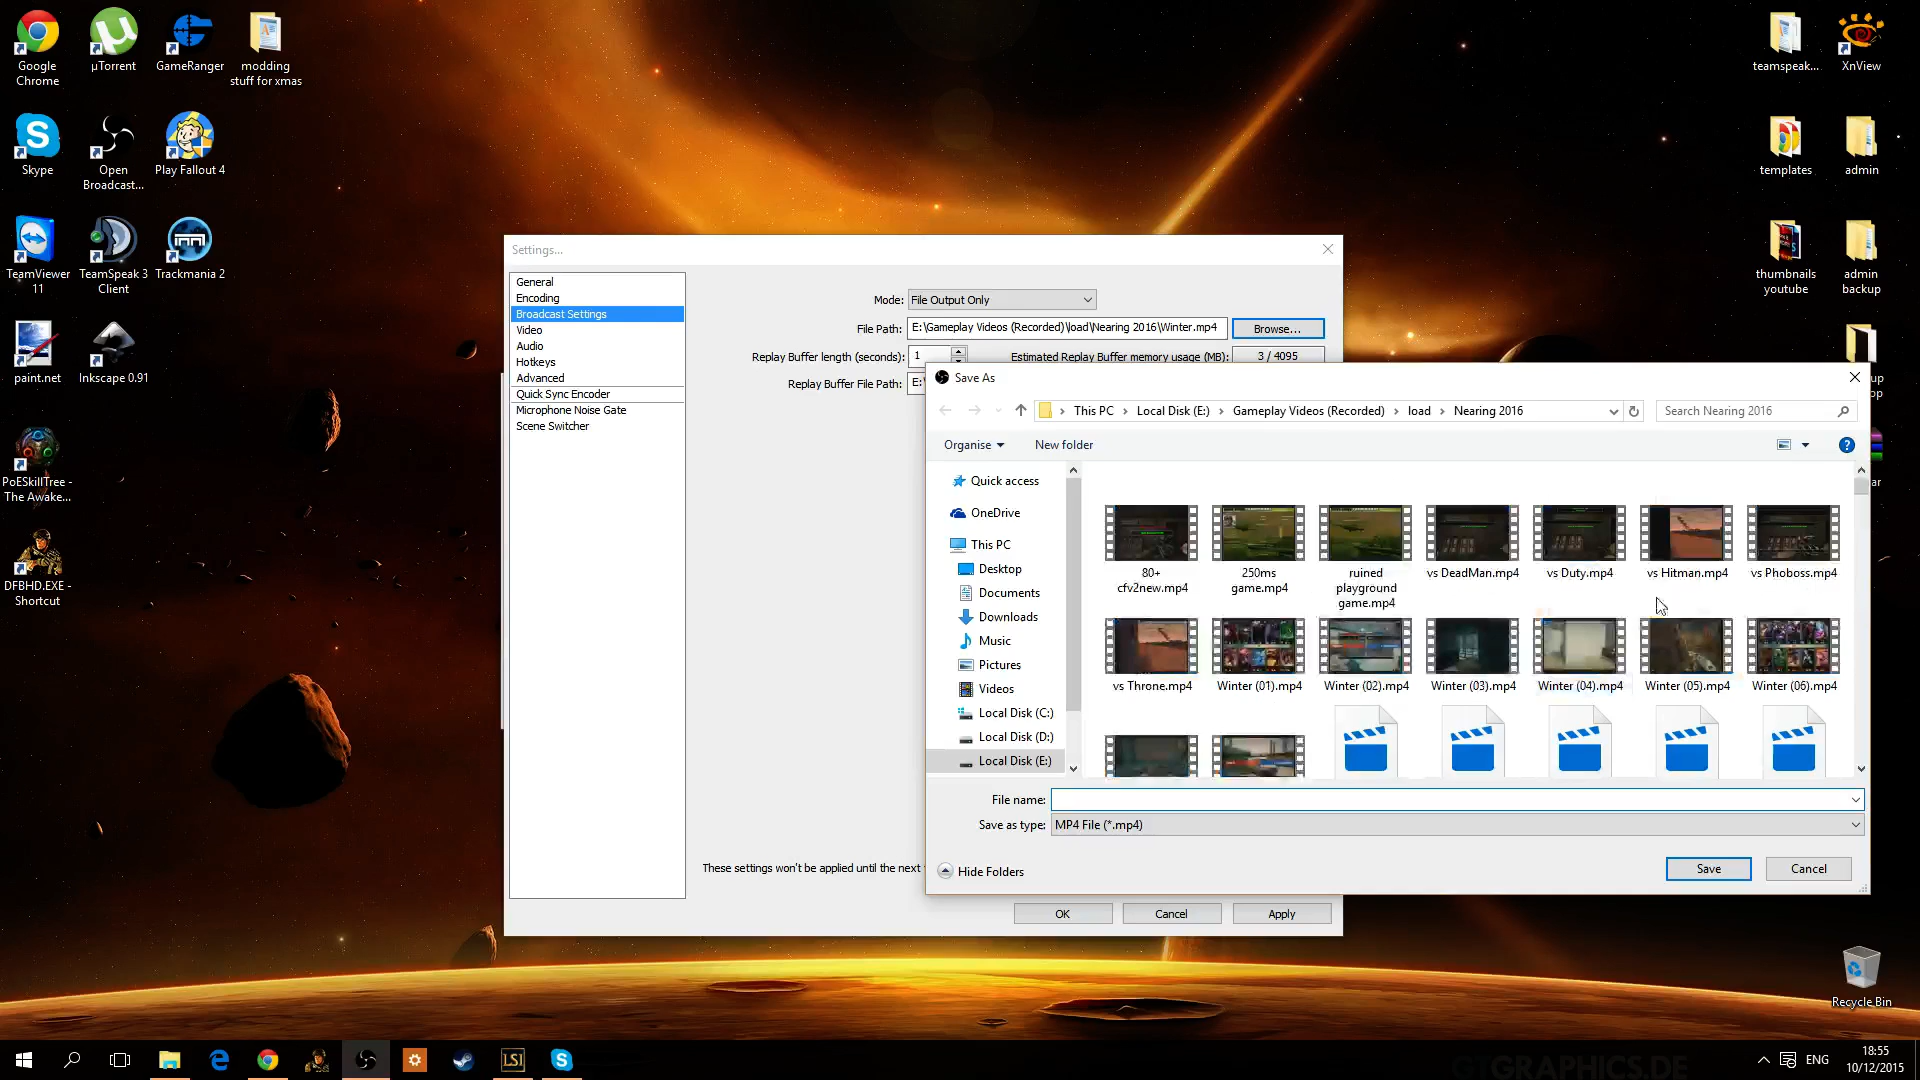 Google
Chrome
µTorrent
GameRanger
modding
stuff for xmas
teamspeak...
XnView
Skype
Open
Broadcast...
Play Fallout 4
templates
admin
TeamViewer
11
TeamSpeak 3
Client
Trackmania 2
thumbnails
youtube
admin
backup
paint.net
Inkscape 0.91
PoESkillTree -
The Awake...
DFBHD.EXE -
Shortcut
Settings...
General
Encoding
Broadcast Settings
Video
Audio
Hotkeys
Advanced
Quick Sync Encoder
Microphone Noise Gate
Scene Switcher
Mode: File Output Only
File Path: E:\Gameplay Videos (Recorded)\load\Nearing 2016\Winter.mp4 Browse...
Replay Buffer length (seconds): 1 Estimated Replay Buffer memory usage (MB): 3 / 4095
Replay Buffer File Path: E:
These settings won't be applied until the next
OK Cancel Apply
Save As
This PC Local Disk (E:) Gameplay Videos (Recorded) load Nearing 2016
Search Nearing 2016
Organise New folder
Quick access
OneDrive
This PC
Desktop
Documents
Downloads
Music
Pictures
Videos
Local Disk (C:)
Local Disk (D:)
Local Disk (E:)
80+
cfv2new.mp4
250ms
game.mp4
ruined
playground
game.mp4
vs DeadMan.mp4
vs Duty.mp4
vs Hitman.mp4
vs Phoboss.mp4
vs Throne.mp4
Winter (01).mp4
Winter (02).mp4
Winter (03).mp4
Winter (04).mp4
Winter (05).mp4
Winter (06).mp4
File name:
Save as type: MP4 File (*.mp4)
Hide Folders
Save Cancel
Recycle Bin
GTGRAPHICS.DE
LSI
ENG
18:55
10/12/2015